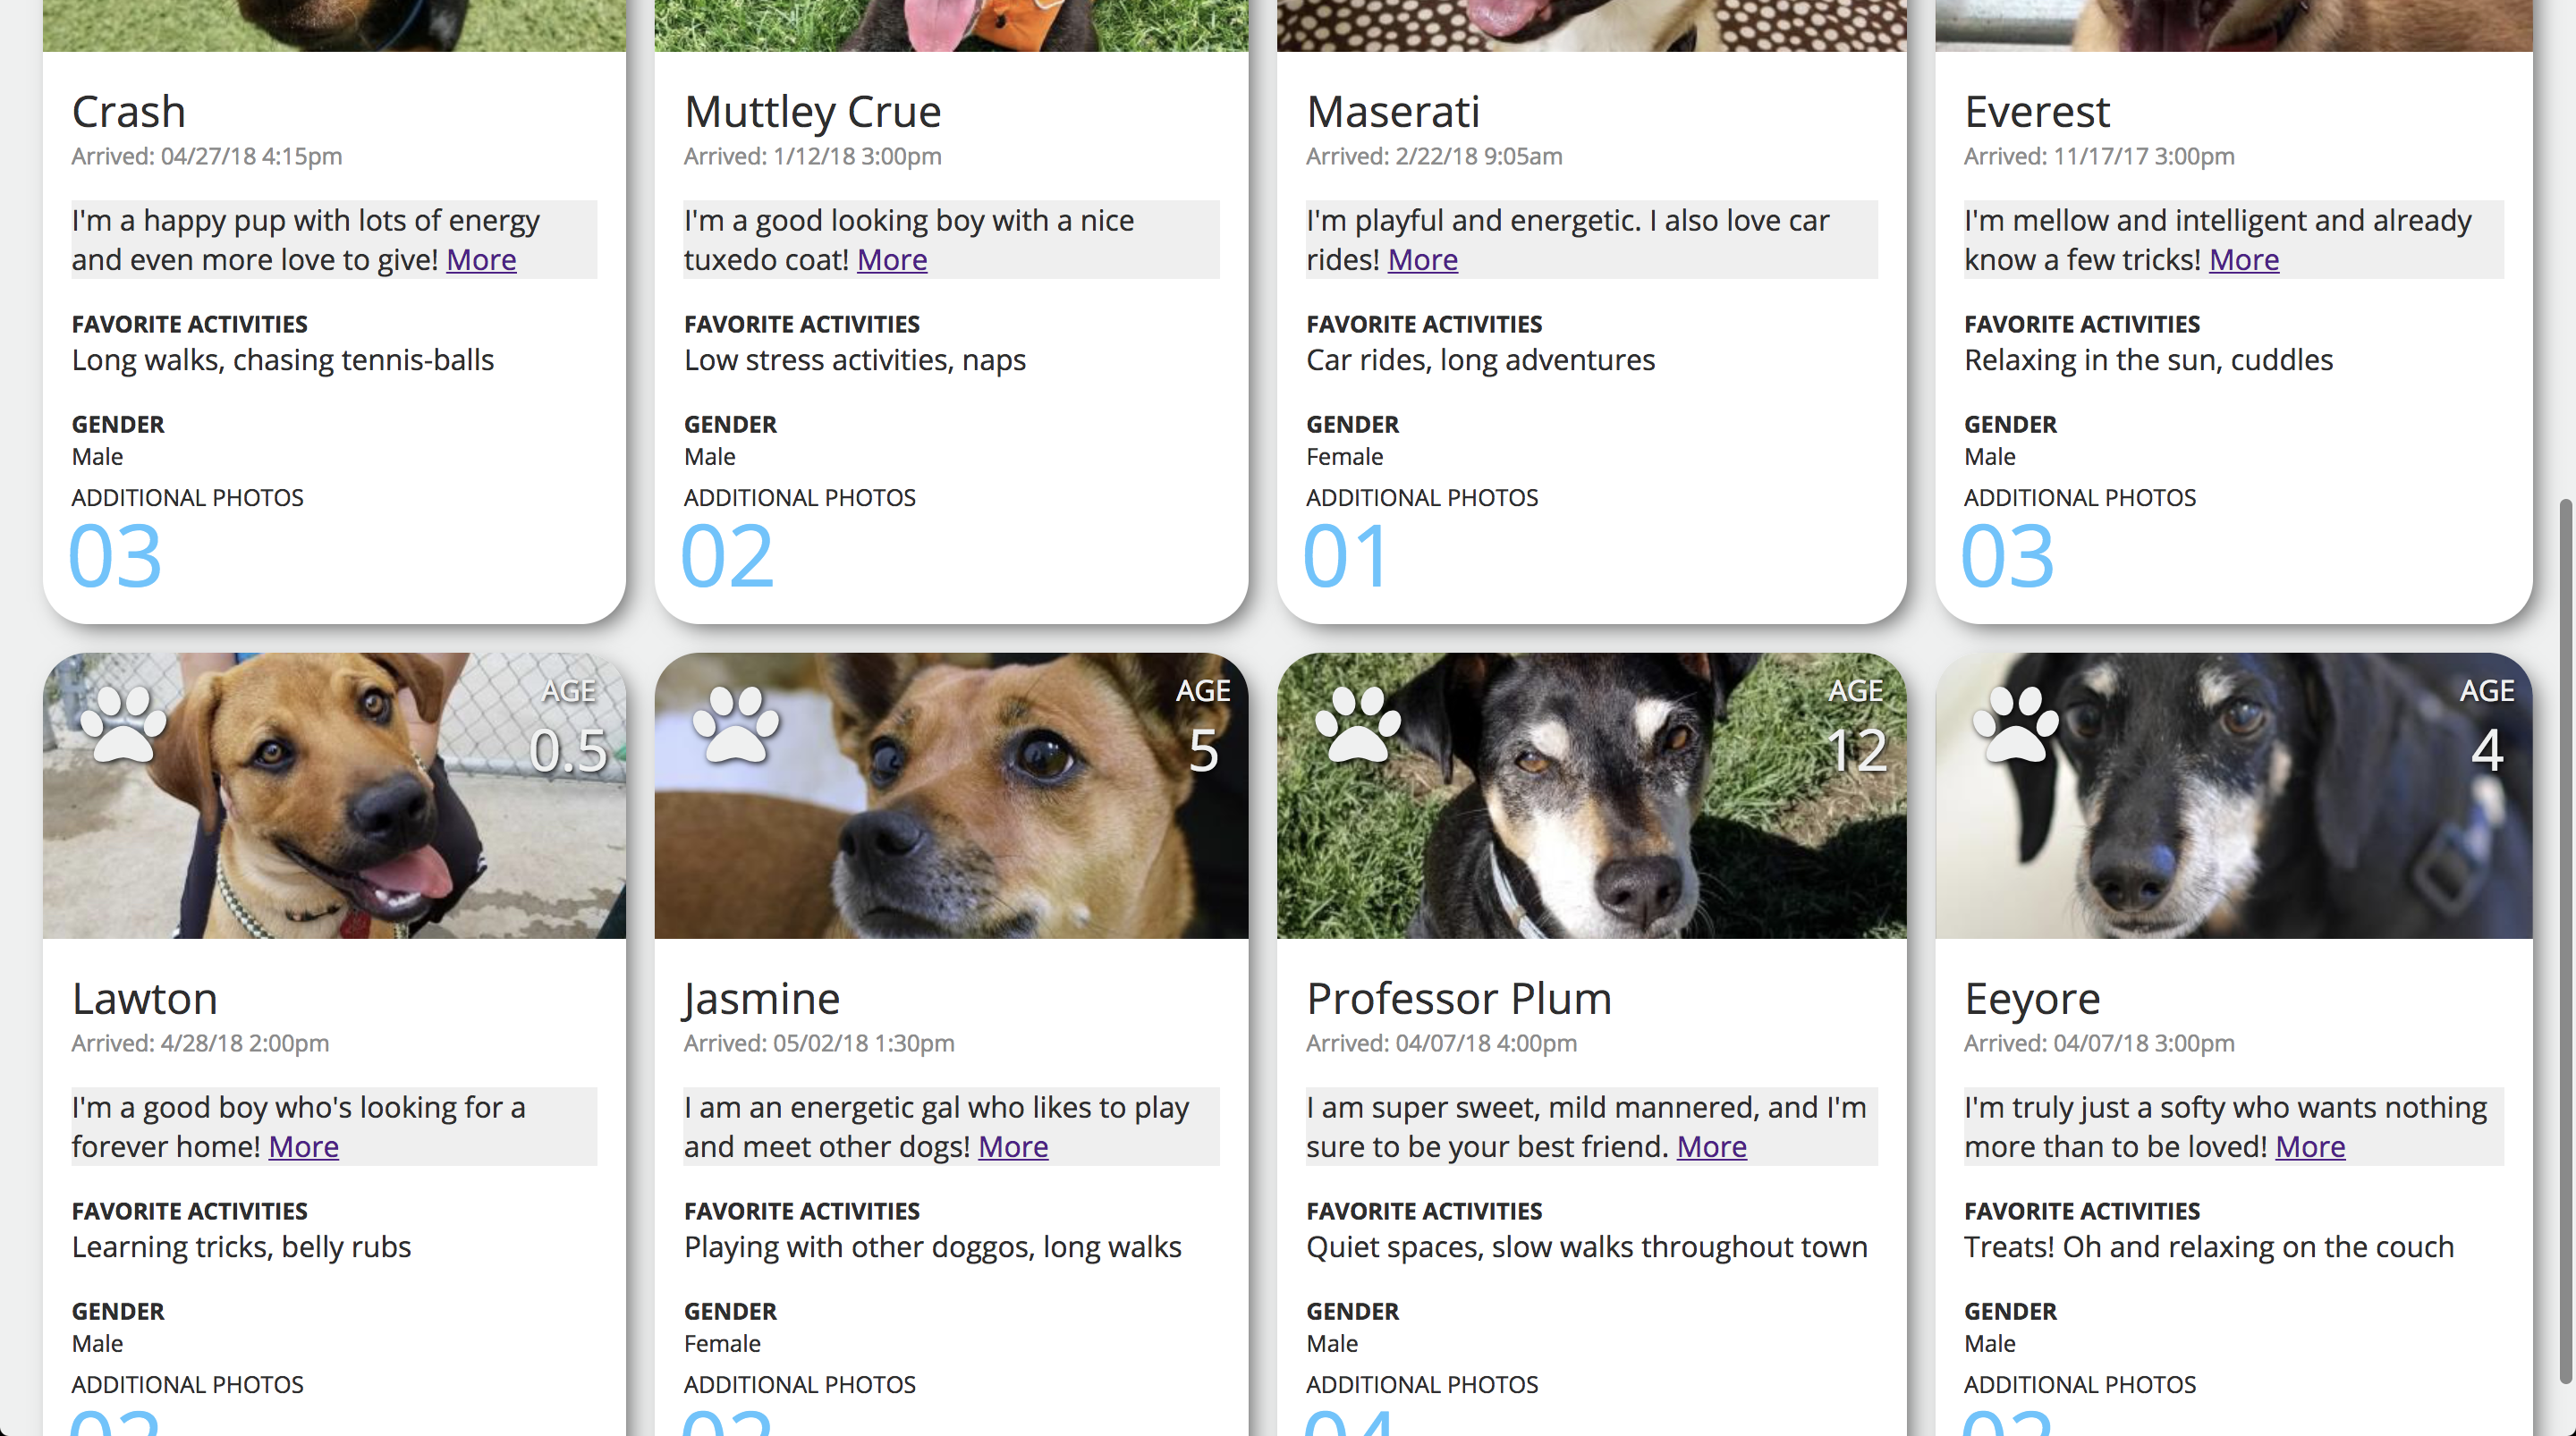 Crash
Arrived: 04/27/18 4:15pm
I'm a happy pup with lots of energy
and even more love to give! More
FAVORITE ACTIVITIES
Long walks, chasing tennis-balls
GENDER
Male
ADDITIONAL PHOTOS
03
Muttley Crue
Arrived: 1/12/18 3:00pm
I'm a good looking boy with a nice
tuxedo coat! More
FAVORITE ACTIVITIES
Low stress activities, naps
GENDER
Male
ADDITIONAL PHOTOS
02
Maserati
Arrived: 2/22/18 9:05am
I'm playful and energetic. I also love car
rides! More
FAVORITE ACTIVITIES
Car rides, long adventures
GENDER
Female
ADDITIONAL PHOTOS
01
Everest
Arrived: 11/17/17 3:00pm
I'm mellow and intelligent and already
know a few tricks! More
FAVORITE ACTIVITIES
Relaxing in the sun, cuddles
GENDER
Male
ADDITIONAL PHOTOS
03
AGE
0.5
Lawton
Arrived: 4/28/18 2:00pm
I'm a good boy who's looking for a
forever home! More
FAVORITE ACTIVITIES
Learning tricks, belly rubs
GENDER
Male
ADDITIONAL PHOTOS
AGE
5
Jasmine
Arrived: 05/02/18 1:30pm
I am an energetic gal who likes to play
and meet other dogs! More
FAVORITE ACTIVITIES
Playing with other doggos, long walks
GENDER
Female
ADDITIONAL PHOTOS
AGE
12
Professor Plum
Arrived: 04/07/18 4:00pm
I am super sweet, mild mannered, and I'm
sure to be your best friend. More
FAVORITE ACTIVITIES
Quiet spaces, slow walks throughout town
GENDER
Male
ADDITIONAL PHOTOS
04
AGE
4
Eeyore
Arrived: 04/07/18 3:00pm
I'm truly just a softy who wants nothing
more than to be loved! More
FAVORITE ACTIVITIES
Treats! Oh and relaxing on the couch
GENDER
Male
ADDITIONAL PHOTOS